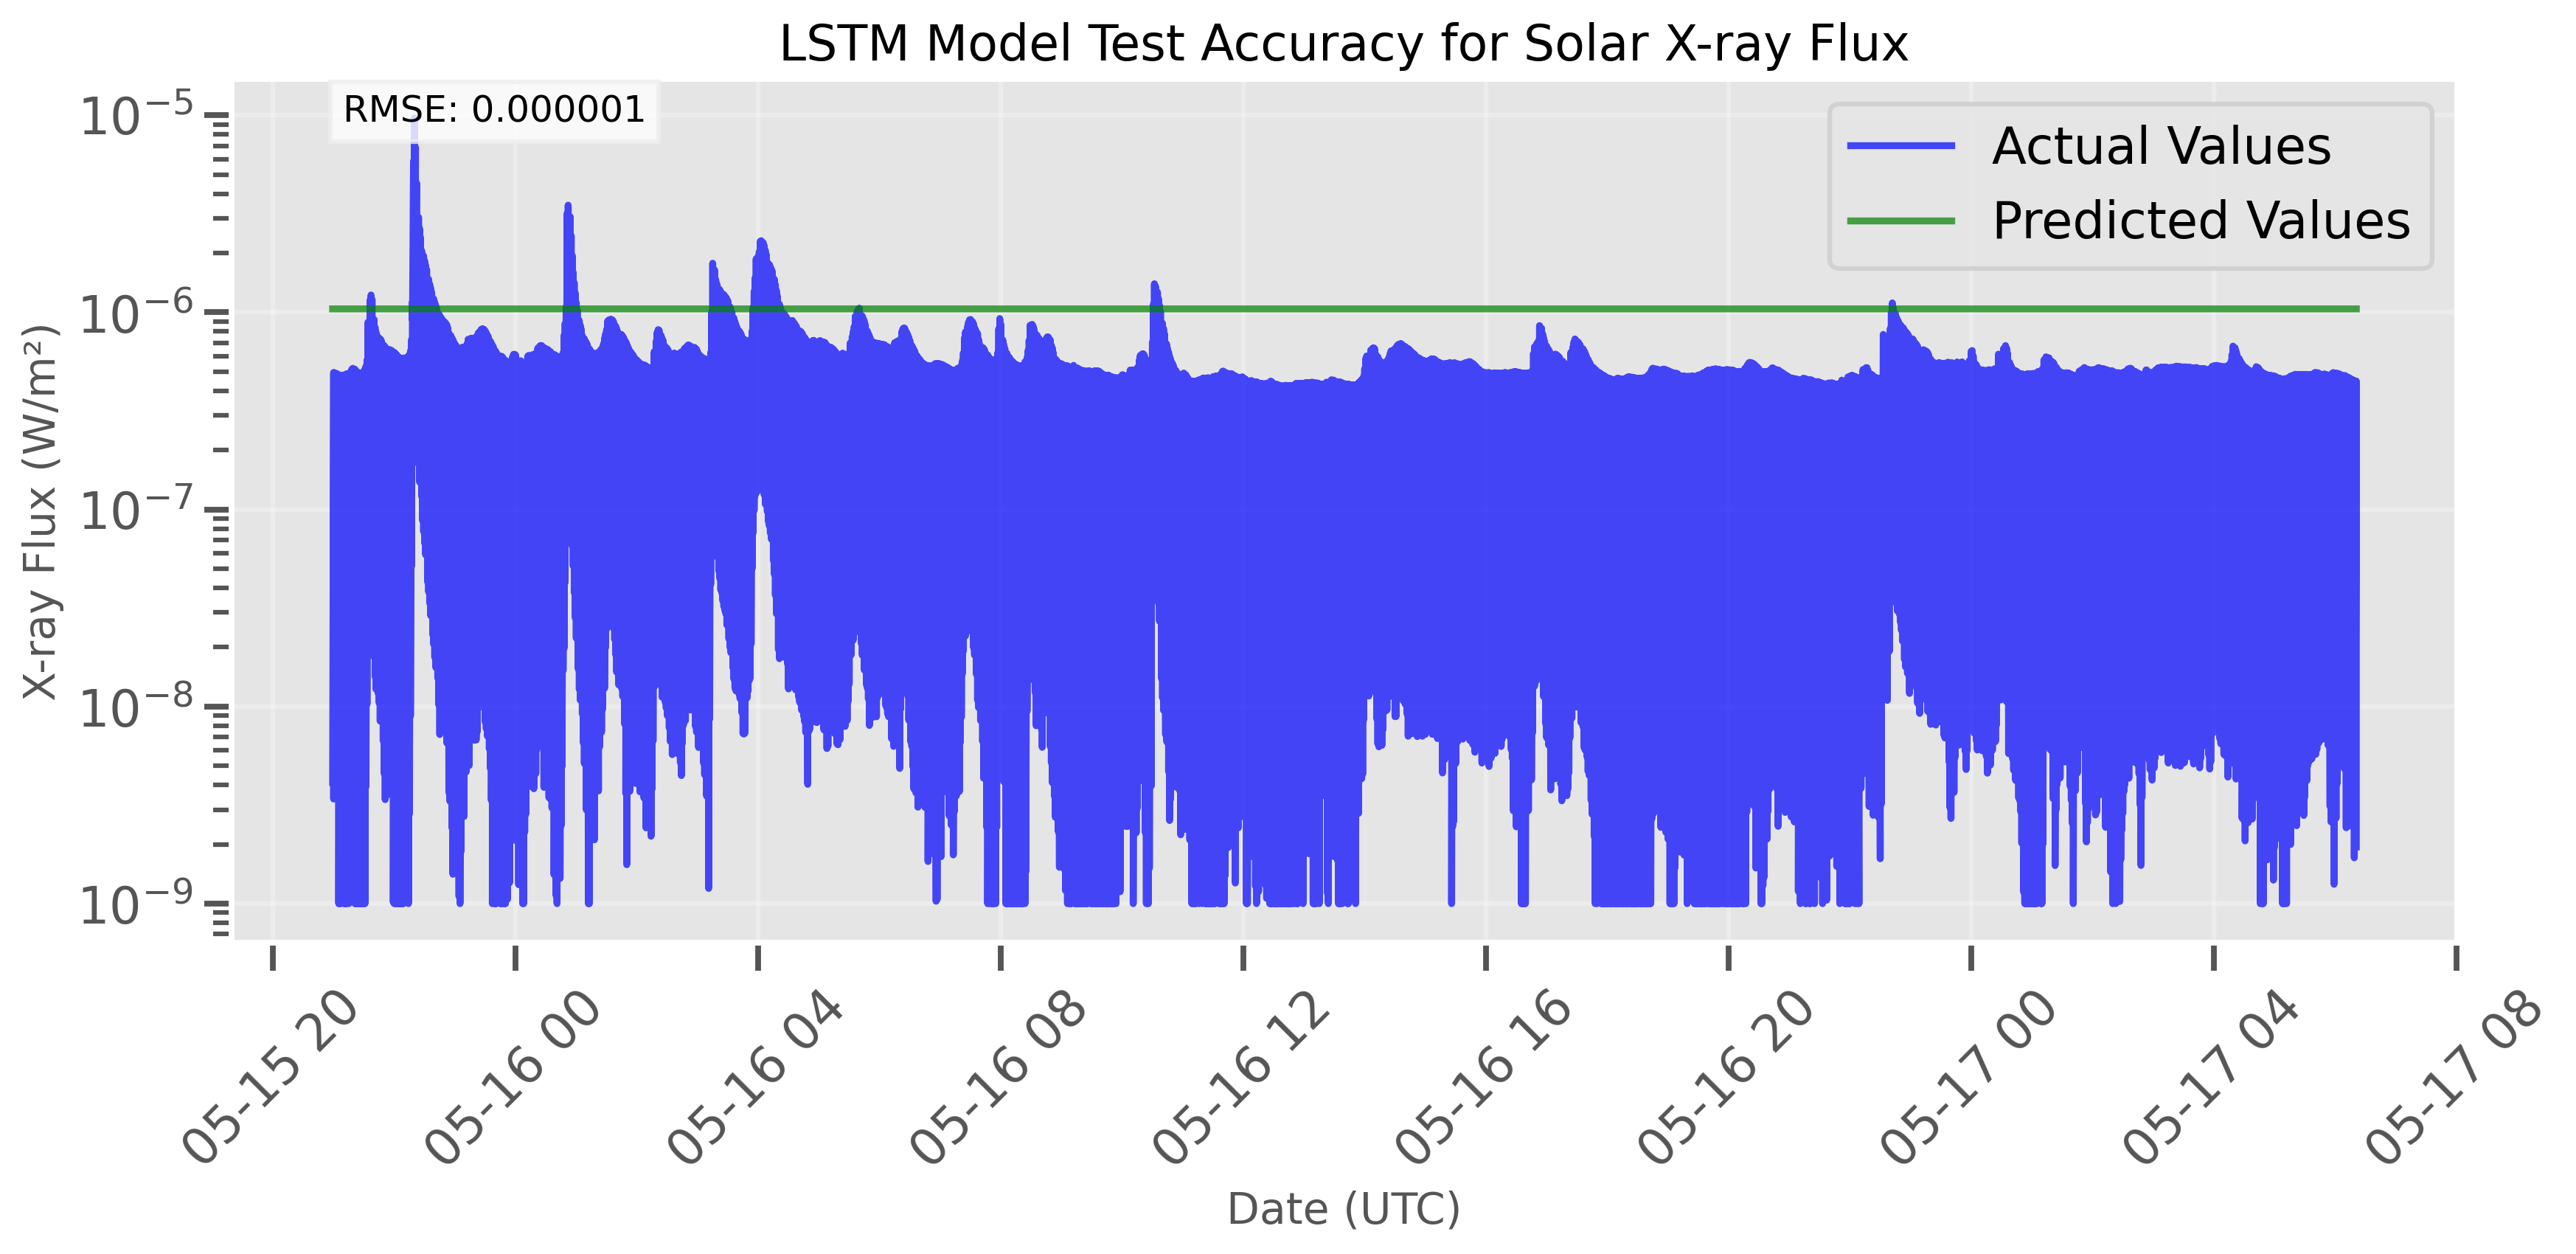 LSTM Model Test Accuracy for Solar X-ray Flux
RMSE: 0.000001
Actual Values
Predicted Values
X-ray Flux (W/m²)
10⁻⁵
10⁻⁶
10⁻⁷
10⁻⁸
10⁻⁹
05-15 20
05-16 00
05-16 04
05-16 08
05-16 12
05-16 16
05-16 20
05-17 00
05-17 04
05-17 08
Date (UTC)